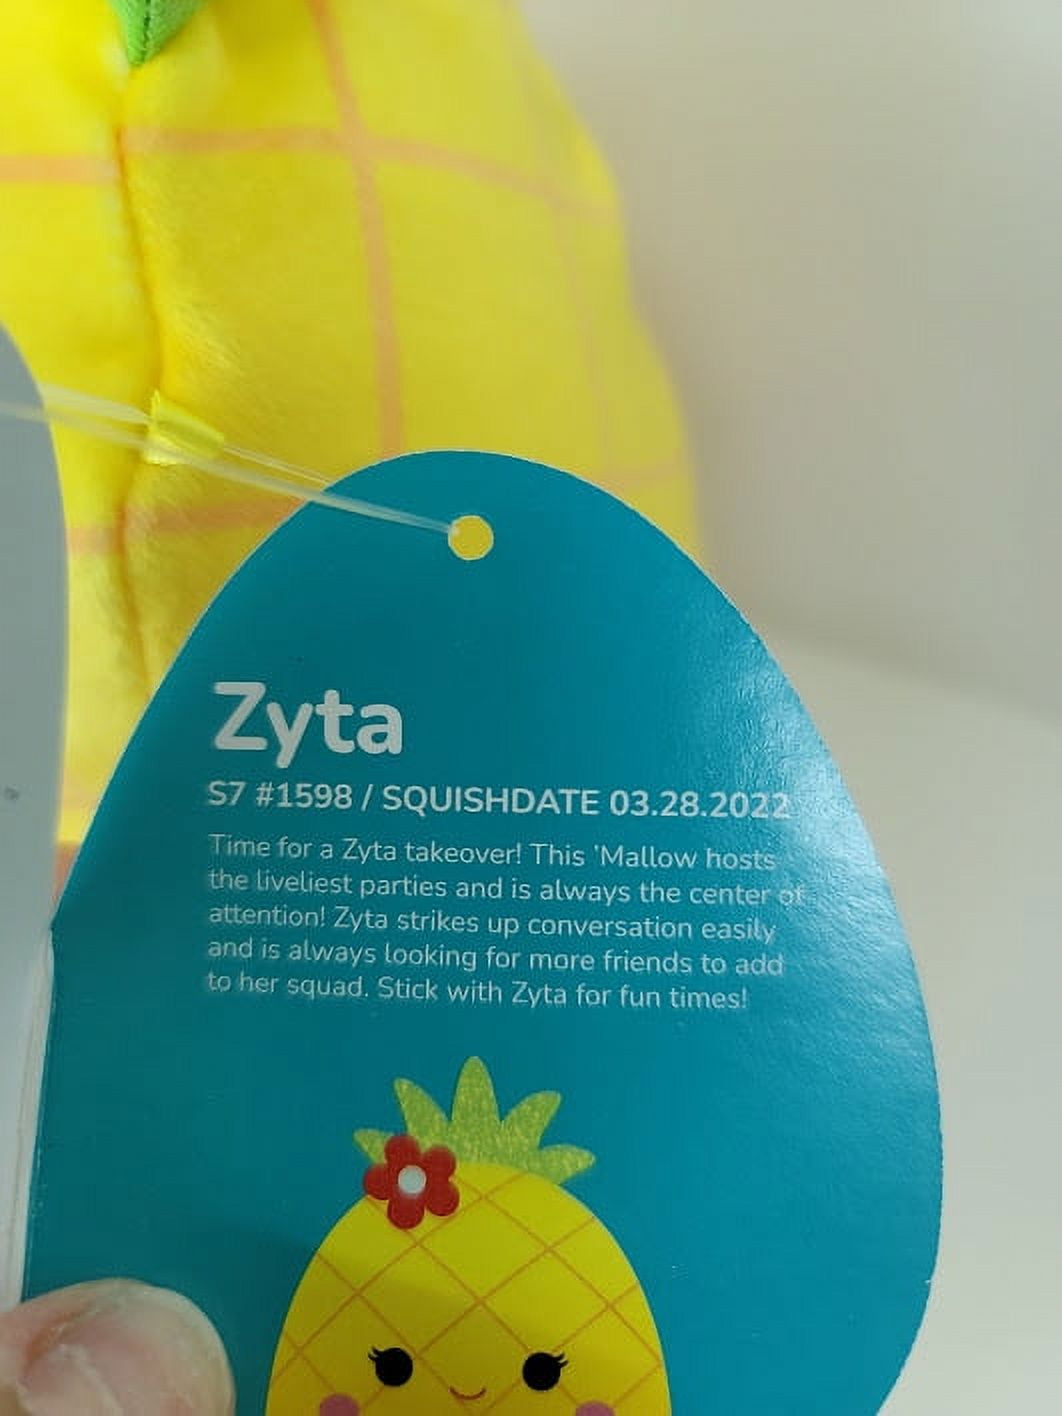 Zyta
S7 #1598 / SQUISHDATE 03.28.2022
Time for a Zyta takeover! This 'Mallow hosts
the liveliest parties and is always the center of
attention! Zyta strikes up conversation easily
and is always looking for more friends to add
to her squad. Stick with Zyta for fun times!